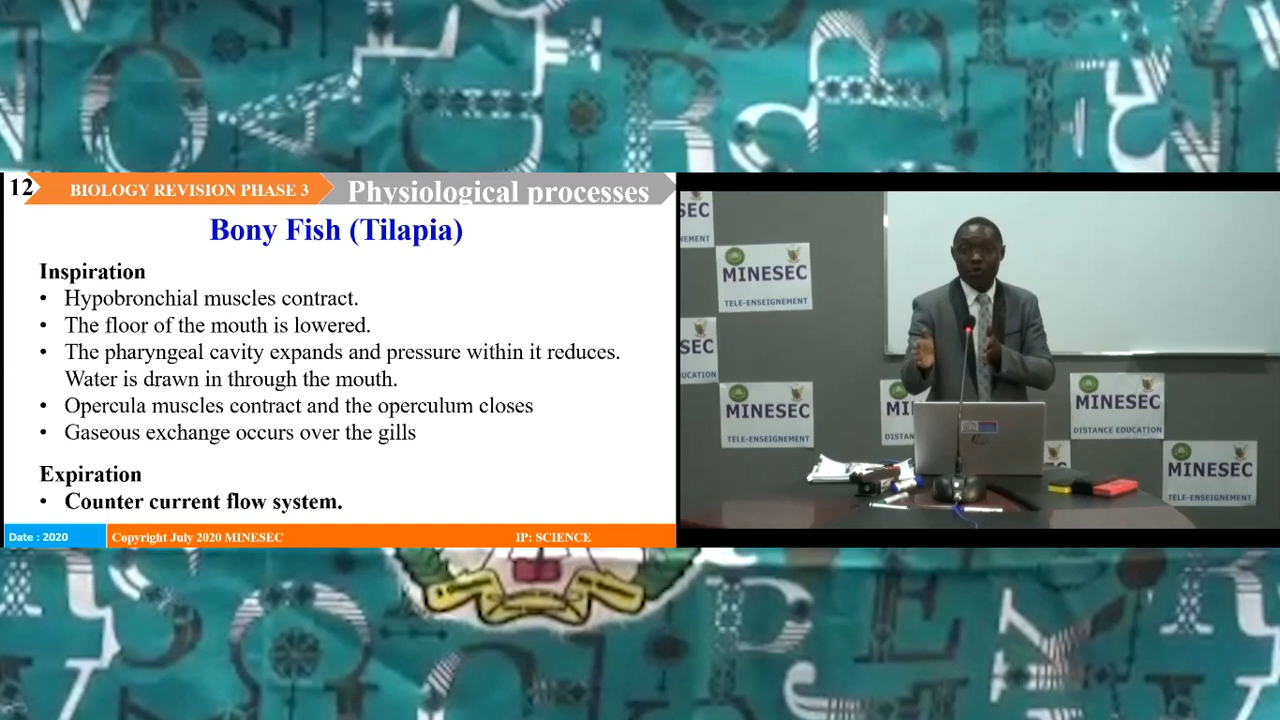 12
BIOLOGY REVISION PHASE 3
Physiological processes
Bony Fish (Tilapia)
Inspiration
• Hypobronchial muscles contract.
• The floor of the mouth is lowered.
• The pharyngeal cavity expands and pressure within it reduces.
Water is drawn in through the mouth.
• Opercula muscles contract and the operculum closes
• Gaseous exchange occurs over the gills
Expiration
• Counter current flow system.
Date : 2020
Copyright July 2020 MINESEC
IP: SCIENCE
SEC
NEMENT
MINESEC
TELE-ENSEIGNEMENT
SEC
UCATION
MINESEC
TELE-ENSEIGNEMENT
MI
DISTAN
MINESEC
DISTANCE EDUCATION
MINESEC
TELE-ENSEIGNEMENT